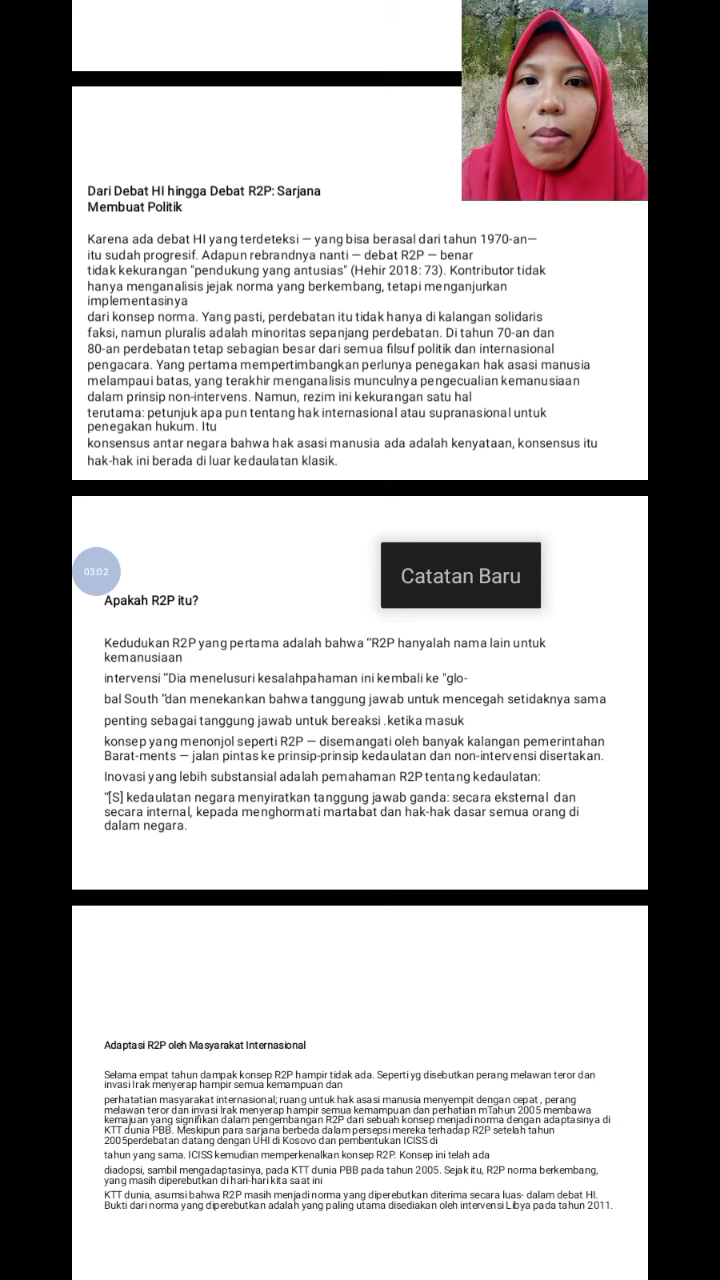 Dari Debat HI hingga Debat R2P: Sarjana
Membuat Politik
Karena ada debat HI yang terdeteksi — yang bisa berasal dari tahun 1970-an—
itu sudah progresif. Adapun rebrandnya nanti — debat R2P — benar
tidak kekurangan "pendukung yang antusias" (Hehir 2018: 73). Kontributor tidak
hanya menganalisis jejak norma yang berkembang, tetapi menganjurkan
implementasinya
dari konsep norma. Yang pasti, perdebatan itu tidak hanya di kalangan solidaris
faksi, namun pluralis adalah minoritas sepanjang perdebatan. Di tahun 70-an dan
80-an perdebatan tetap sebagian besar dari semua filsuf politik dan internasional
pengacara. Yang pertama mempertimbangkan perlunya penegakan hak asasi manusia
melampaui batas, yang terakhir menganalisis munculnya pengecualian kemanusiaan
dalam prinsip non-intervens. Namun, rezim ini kekurangan satu hal
terutama: petunjuk apa pun tentang hak internasional atau supranasional untuk
penegakan hukum. Itu
konsensus antar negara bahwa hak asasi manusia ada adalah kenyataan, konsensus itu
hak-hak ini berada di luar kedaulatan klasik.
03:02
Catatan Baru
Apakah R2P itu?
Kedudukan R2P yang pertama adalah bahwa “R2P hanyalah nama lain untuk
kemanusiaan
intervensi “Dia menelusuri kesalahpahaman ini kembali ke "glo-
bal South “dan menekankan bahwa tanggung jawab untuk mencegah setidaknya sama
penting sebagai tanggung jawab untuk bereaksi .ketika masuk
konsep yang menonjol seperti R2P — disemangati oleh banyak kalangan pemerintahan
Barat-ments — jalan pintas ke prinsip-prinsip kedaulatan dan non-intervensi disertakan.
Inovasi yang lebih substansial adalah pemahaman R2P tentang kedaulatan:
“[S] kedaulatan negara menyiratkan tanggung jawab ganda: secara eksternal dan
secara internal, kepada menghormati martabat dan hak-hak dasar semua orang di
dalam negara.
Adaptasi R2P oleh Masyarakat Internasional
Selama empat tahun dampak konsep R2P hampir tidak ada. Seperti yg disebutkan perang melawan teror dan
invasi Irak menyerap hampir semua kemampuan dan
perhatatian masyarakat internasional; ruang untuk hak asasi manusia menyempit dengan cepat, perang
melawan teror dan invasi Irak menyerap hampir semua kemampuan dan perhatian mTahun 2005 membawa
kemajuan yang signifikan dalam pengembangan R2P dari sebuah konsep menjadi norma dengan adaptasinya di
KTT dunia PBB. Meskipun para sarjana berbeda dalam persepsi mereka terhadap R2P setelah tahun
2005perdebatan datang dengan UHI di Kosovo dan pembentukan ICISS di
tahun yang sama. ICISS kemudian memperkenalkan konsep R2P. Konsep ini telah ada
diadopsi, sambil mengadaptasinya, pada KTT dunia PBB pada tahun 2005. Sejak itu, R2P norma berkembang,
yang masih diperebutkan di hari-hari kita saat ini
KTT dunia, asumsi bahwa R2P masih menjadi norma yang diperebutkan diterima secara luas- dalam debat HI.
Bukti dari norma yang diperebutkan adalah yang paling utama disediakan oleh intervensi Libya pada tahun 2011.